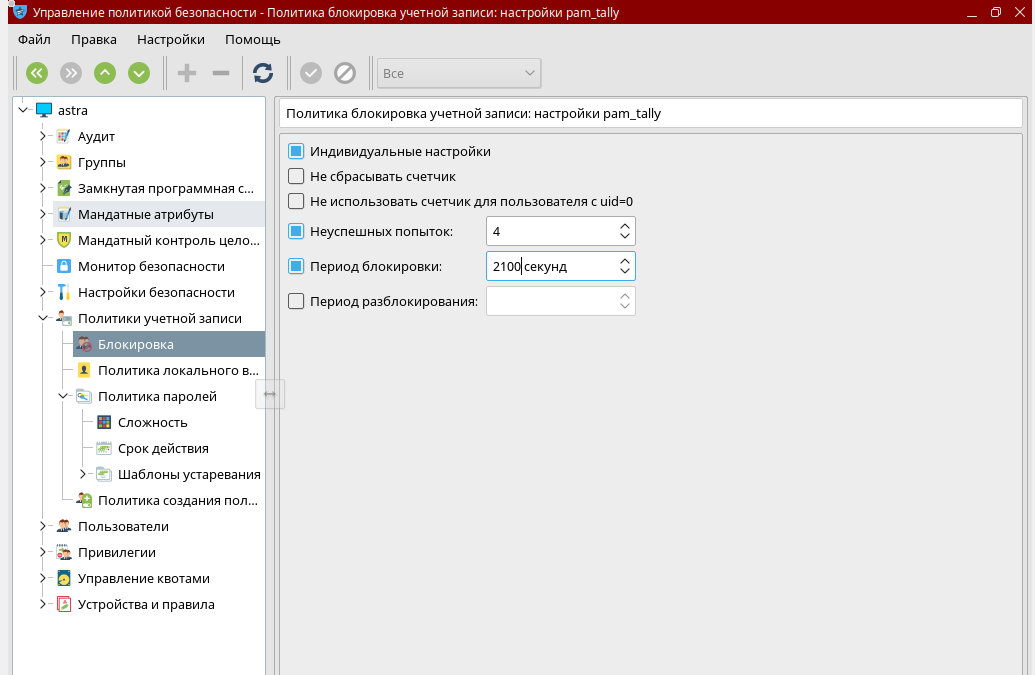 Управление политикой безопасности - Политика блокировка учетной записи: настройки pam_tally
Файл Правка Настройки Помощь
Все
astra
Аудит
Группы
Замкнутая программная с...
Мандатные атрибуты
Мандатный контроль цело...
Монитор безопасности
Настройки безопасности
Политики учетной записи
Блокировка
Политика локального в...
Политика паролей
Сложность
Срок действия
Шаблоны устаревания
Политика создания пол...
Пользователи
Привилегии
Управление квотами
Устройства и правила
Политика блокировка учетной записи: настройки pam_tally
Индивидуальные настройки
Не сбрасывать счетчик
Не использовать счетчик для пользователя с uid=0
Неуспешных попыток: 4
Период блокировки: 2100 секунд
Период разблокирования: